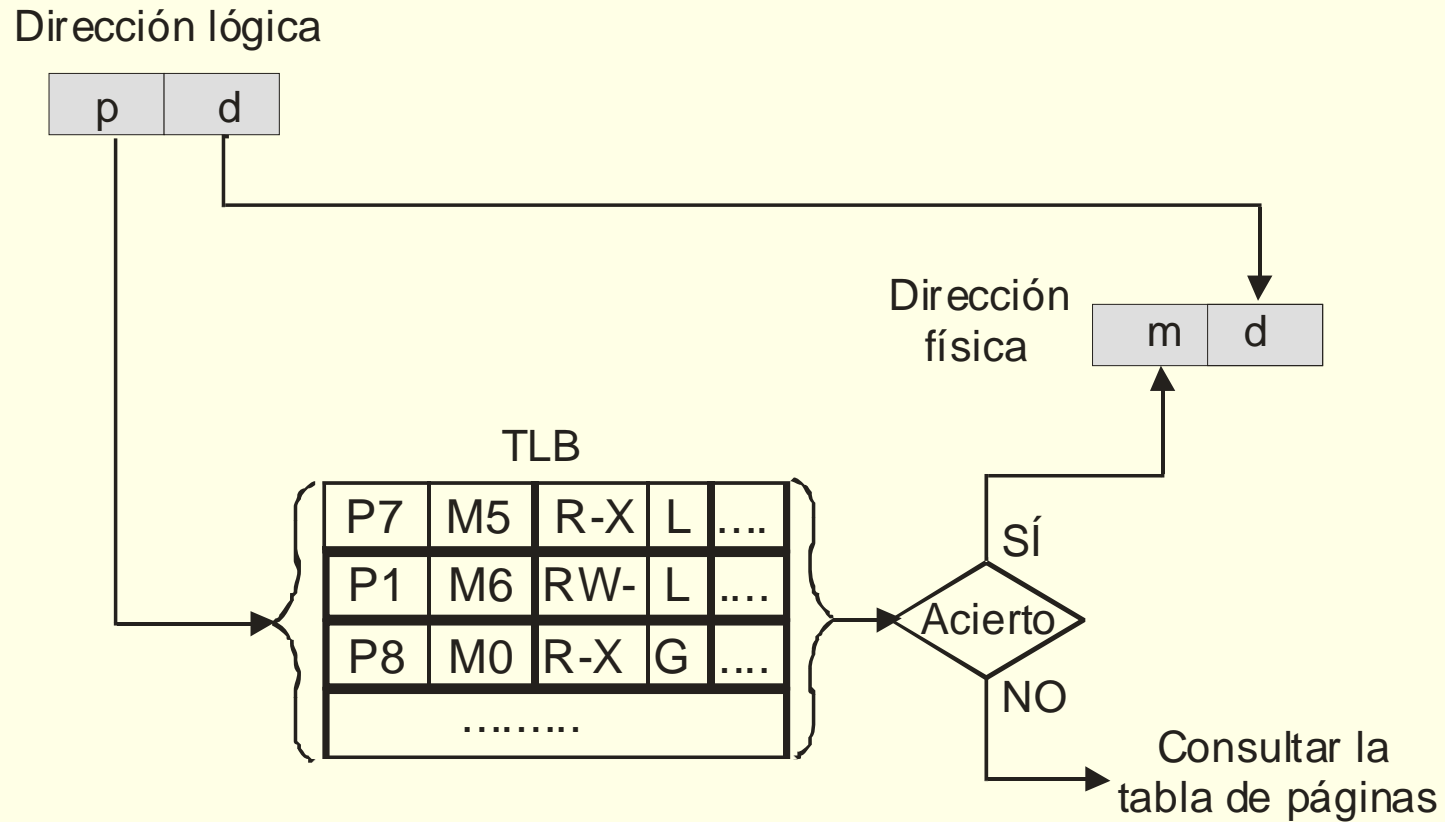 Dirección lógica
p d
Dirección
física
m d
TLB
P7 M5 R-X L ....
P1 M6 RW- L ....
P8 M0 R-X G ....
.........
Acierto
SÍ
NO
Consultar la
tabla de páginas